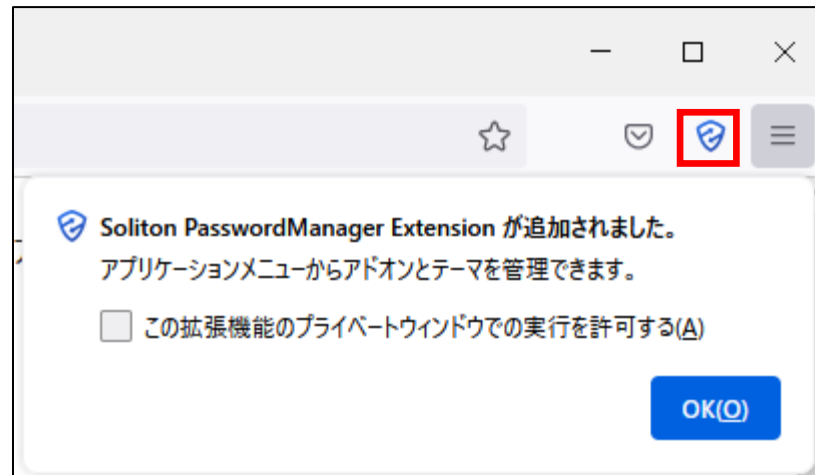 Soliton PasswordManager Extension が追加されました。
アプリケーションメニューからアドオンとテーマを管理できます。
この拡張機能のプライベートウィンドウでの実行を許可する(A)
OK(O)